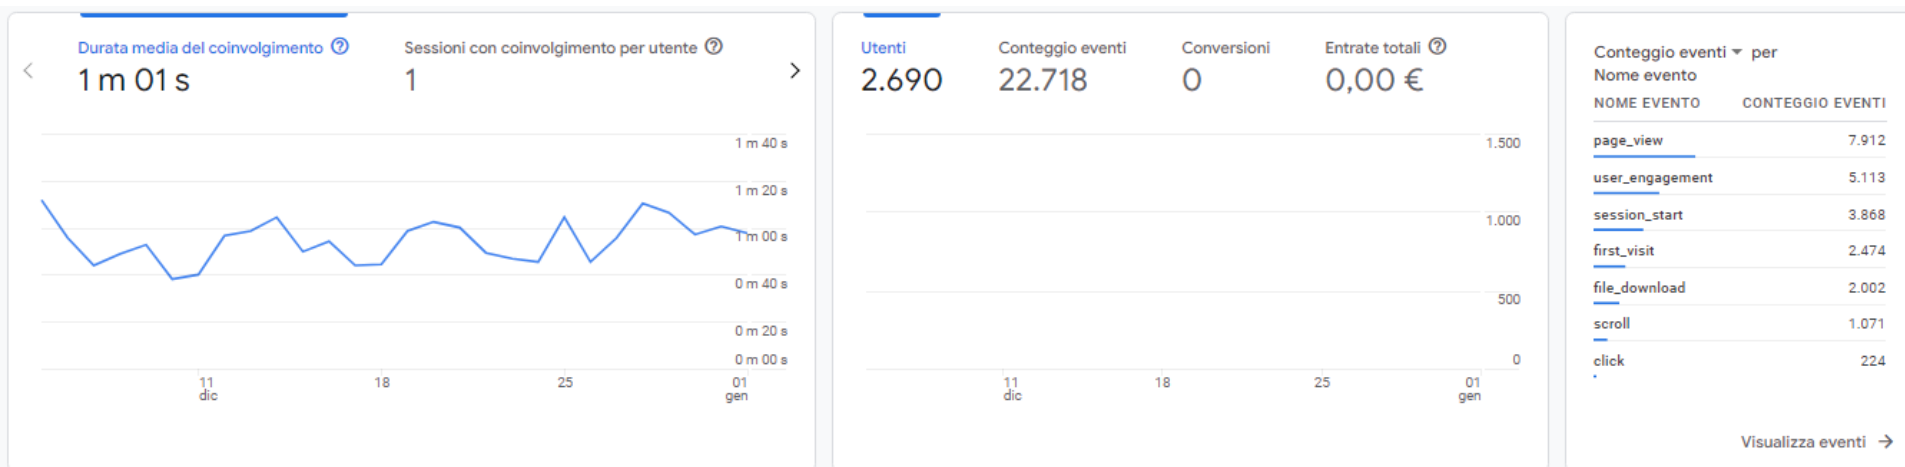 Durata media del coinvolgimento
1 m 01 s
Sessioni con coinvolgimento per utente
1
1 m 40 s
1 m 20 s
1 m 00 s
0 m 40 s
0 m 20 s
0 m 00 s
11
dic
18
25
01
gen
Utenti
2.690
Conteggio eventi
22.718
Conversioni
0
Entrate totali
0,00 €
1.500
1.000
500
0
11
dic
18
25
01
gen
Conteggio eventi per
Nome evento
NOME EVENTO CONTEGGIO EVENTI
page_view 7.912
user_engagement 5.113
session_start 3.868
first_visit 2.474
file_download 2.002
scroll 1.071
click 224
Visualizza eventi